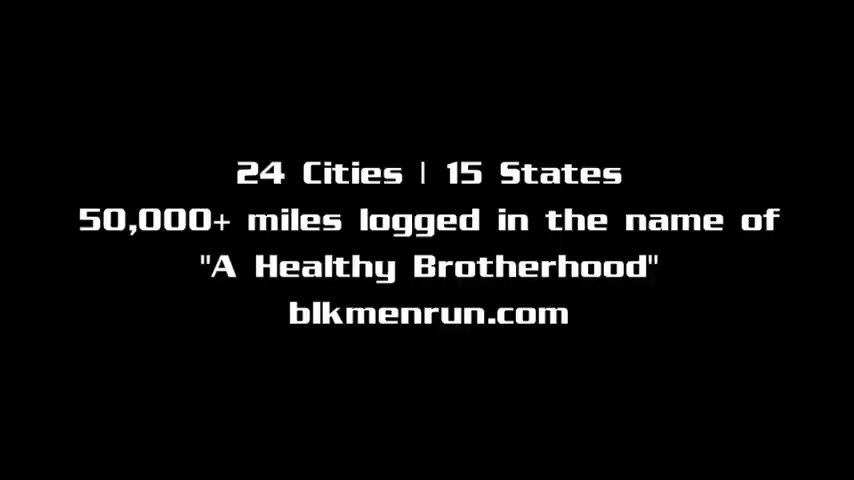 24 Cities | 15 States
50,000+ miles logged in the name of
"A Healthy Brotherhood"
blkmenrun.com